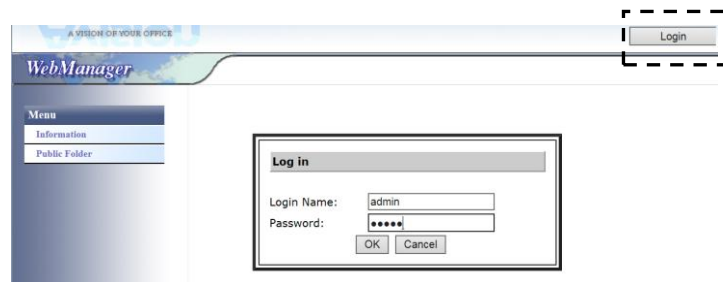 A VISION OF YOUR OFFICE
Login
WebManager
Menu
Information
Public Folder
Log in
Login Name: admin
Password: •••••
OK Cancel